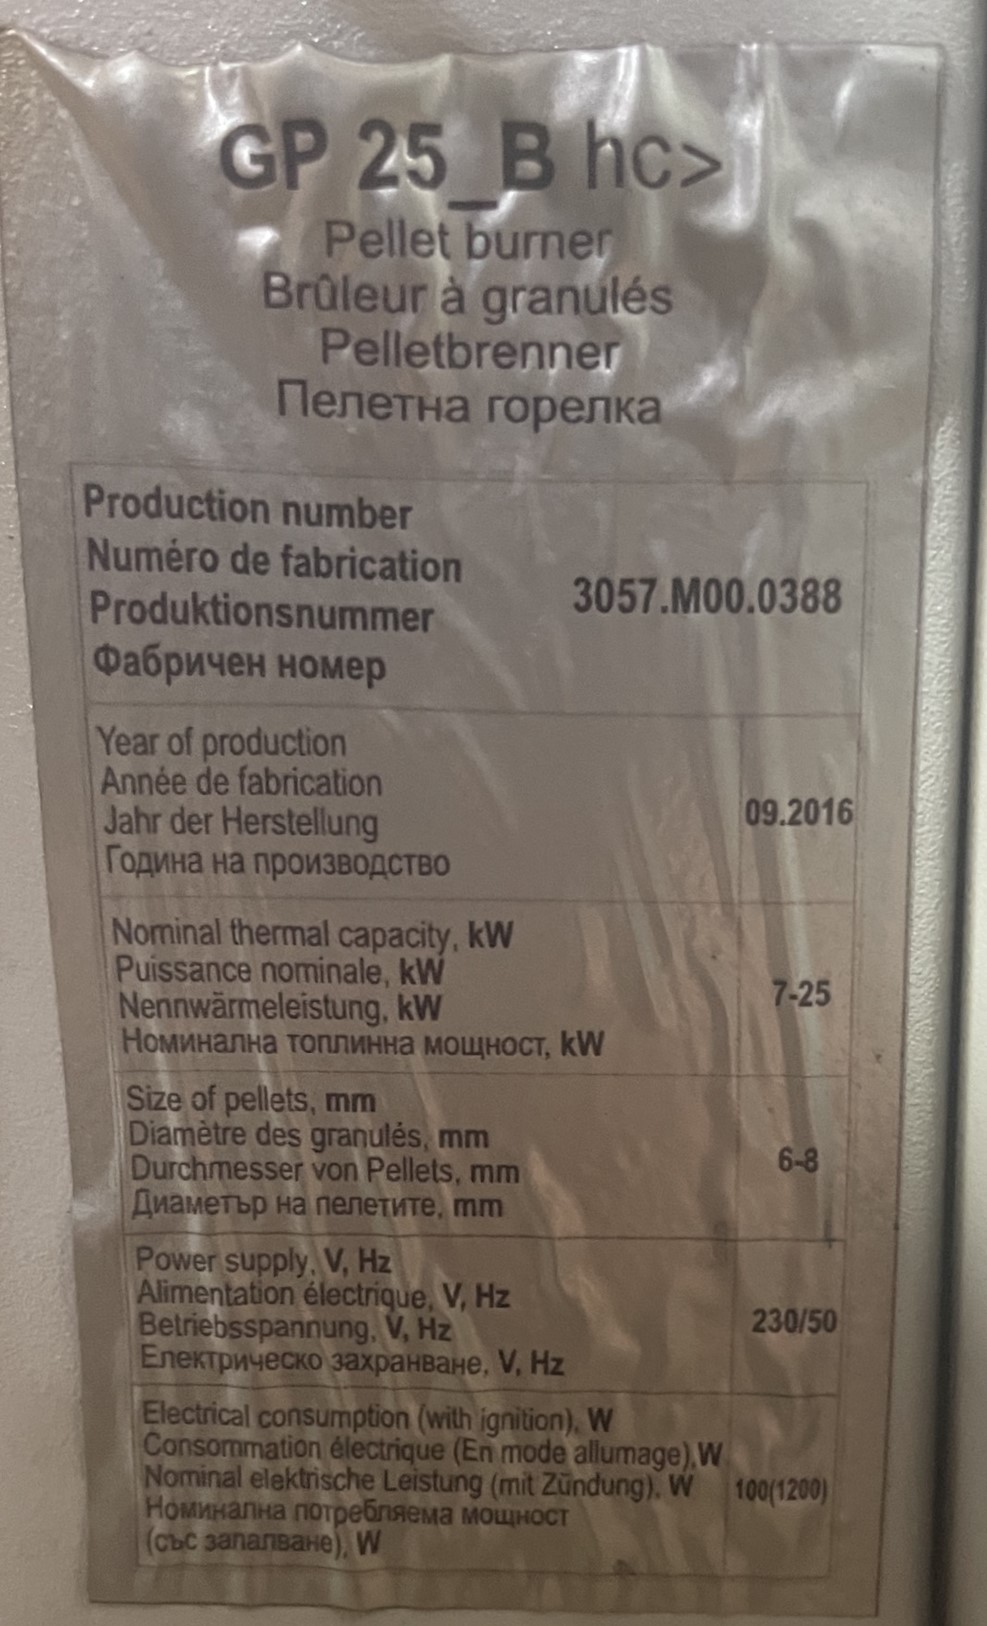 GP 25_B hc>
Pellet burner
Brûleur à granulés
Pelletbrenner
Пелетна горелка
Production number
Numéro de fabrication
Produktionsnummer
Фабричен номер
3057.M00.0388
Year of production
Année de fabrication
Jahr der Herstellung
Година на производство
09.2016
Nominal thermal capacity, kW
Puissance nominale, kW
Nennwärmeleistung, kW
Номинална топлинна мощност, kW
7-25
Size of pellets, mm
Diamètre des granulés, mm
Durchmesser von Pellets, mm
Диаметър на пелетите, mm
6-8
Power supply, V, Hz
Alimentation électrique, V, Hz
Betriebsspannung, V, Hz
Електрическо захранване, V, Hz
230/50
Electrical consumption (with ignition), W
Consommation électrique (En mode allumage),W
Nominal elektrische Leistung (mit Zündung), W
Номинална потребляема мощност
(със запалване), W
100(1200)